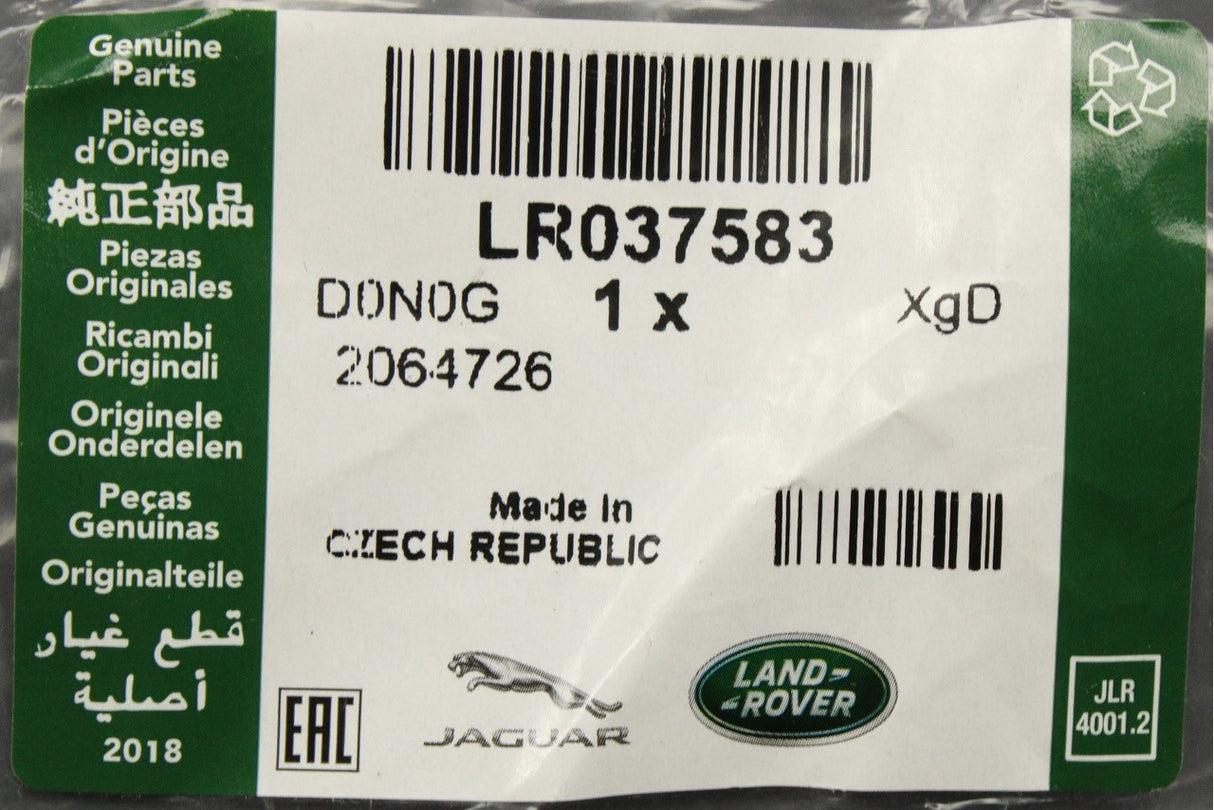 Genuine
Parts
Pièces
d'Origine
純正部品
Piezas
Originales
Ricambi
Originali
Originele
Onderdelen
Peças
Genuinas
Originalteile
قطع غيار
أصلية
2018
LR037583
D0N0G 1 x XgD
2064726
Made In
CZECH REPUBLIC
EAC
JAGUAR
LAND-
-ROVER
JLR
4001.2